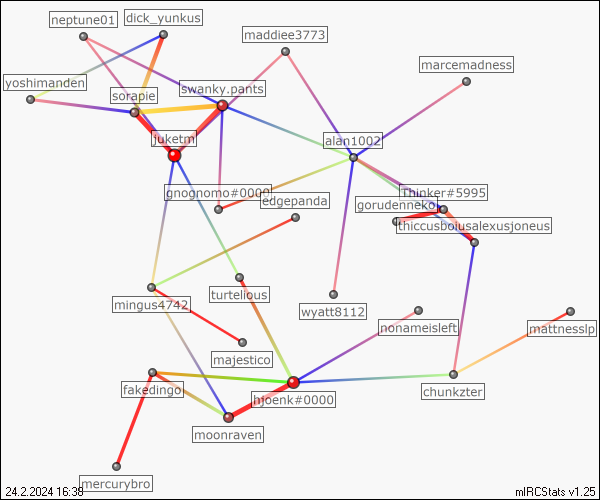 neptune01
dick_yunkus
maddiee3773
marcemadness
yoshimanden
sorapie
swanky.pants
juketm
alan1002
gnognomo#0000
edgepanda
Thinker#5995
gorudenneko
thiccusboiusalexusjoneus
mingus4742
turtelious
wyatt8112
nonameisleft
mattnesslp
majestico
fakedingo
hjoenk#0000
chunkzter
moonraven
mercurybro
24.2.2024 16:38
mIRCStats v1.25